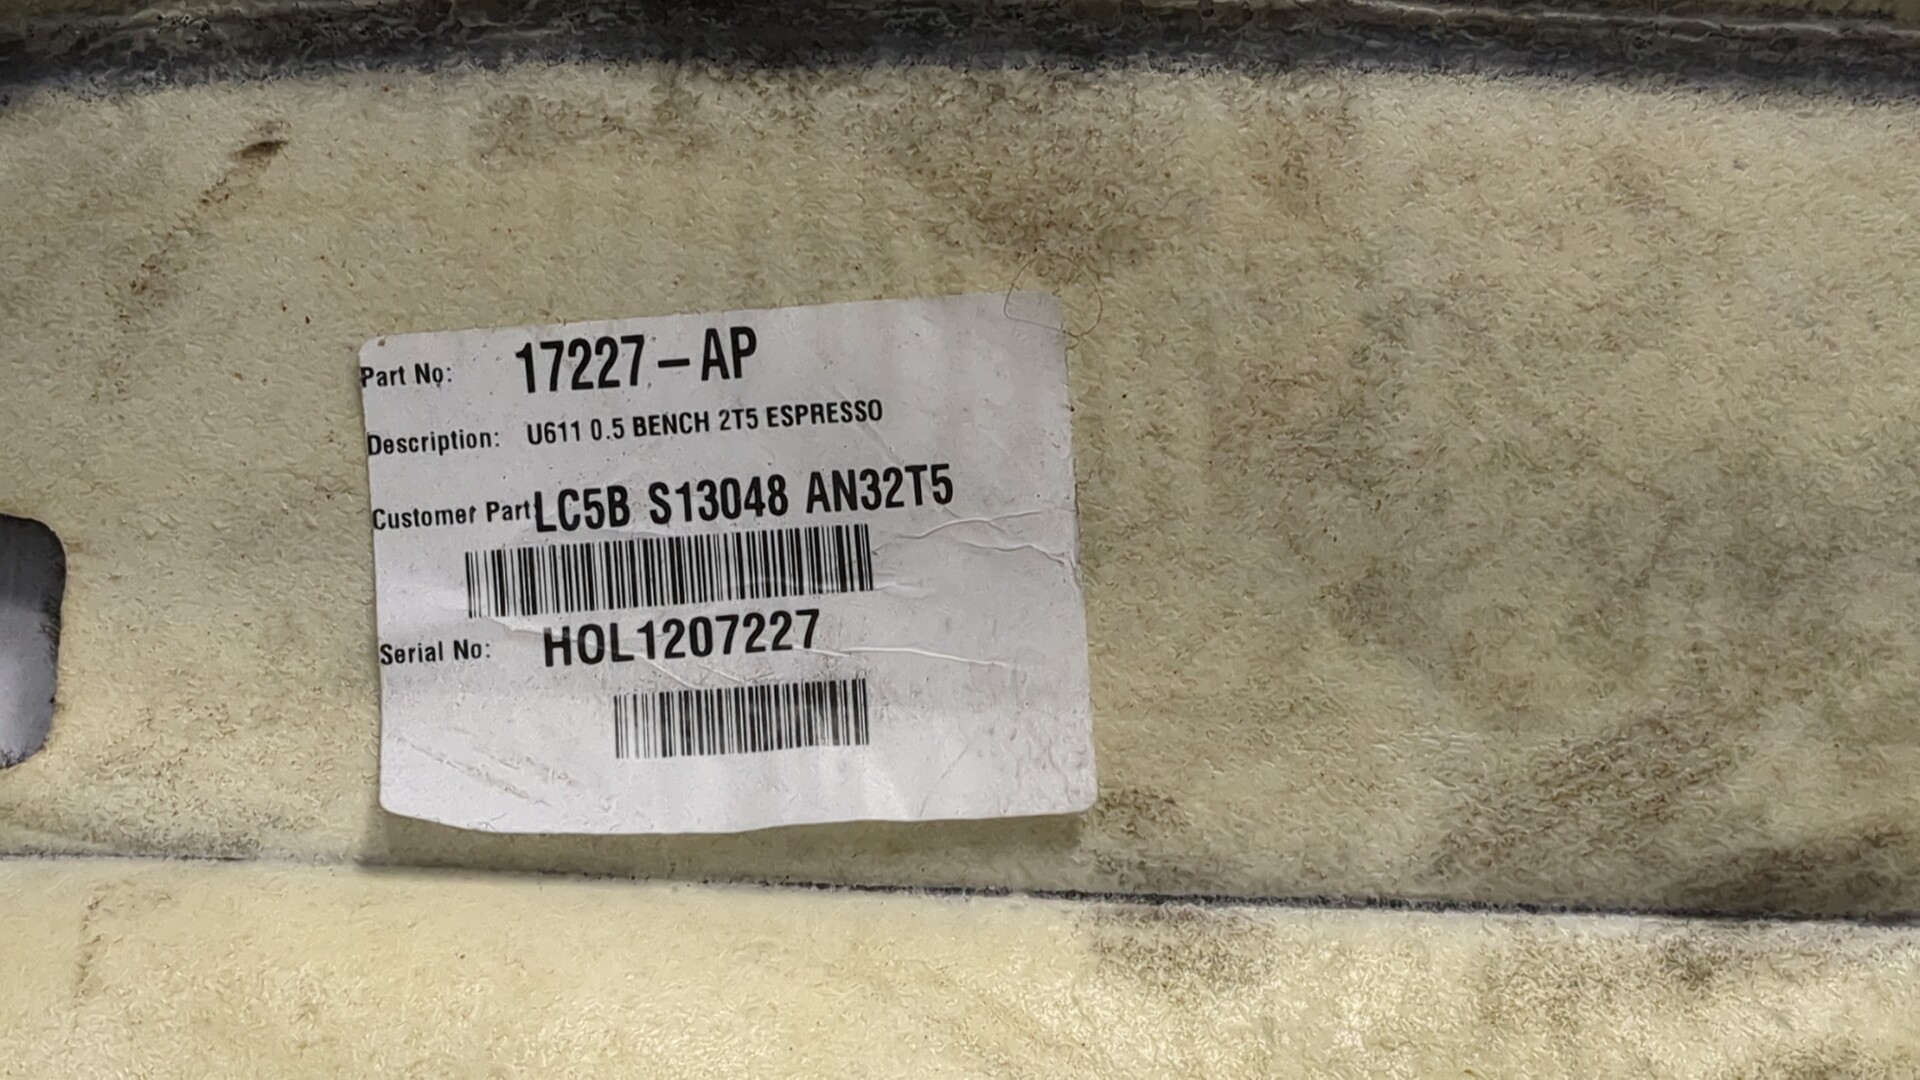 Part No: 17227-AP
Description: U611 0.5 BENCH 2T5 ESPRESSO
Customer Part: LC5B S13048 AN32T5
Serial No: HOL1207227